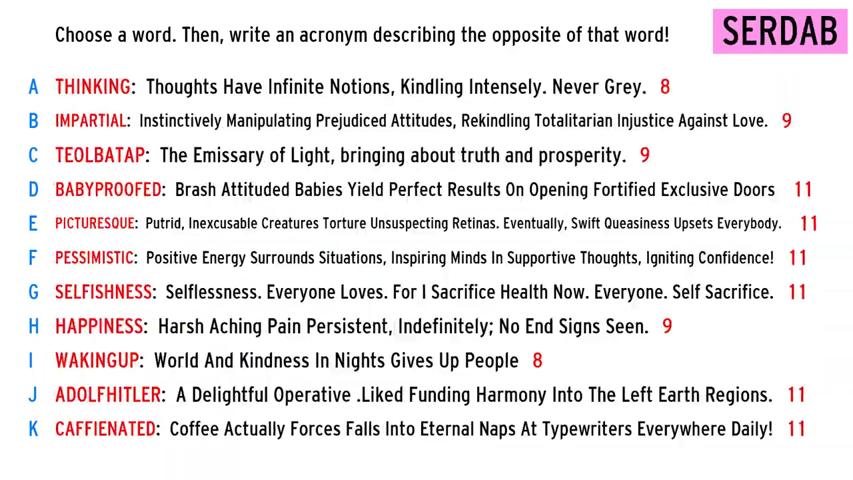 Choose a word. Then, write an acronym describing the opposite of that word!
SERDAB
A THINKING: Thoughts Have Infinite Notions, Kindling Intensely. Never Grey. 8
B IMPARTIAL: Instinctively Manipulating Prejudiced Attitudes, Rekindling Totalitarian Injustice Against Love. 9
C TEOLBATAP: The Emissary of Light, bringing about truth and prosperity. 9
D BABYPROOFED: Brash Attituded Babies Yield Perfect Results On Opening Fortified Exclusive Doors 11
E PICTURESQUE: Putrid, Inexcusable Creatures Torture Unsuspecting Retinas. Eventually, Swift Queasiness Upsets Everybody. 11
F PESSIMISTIC: Positive Energy Surrounds Situations, Inspiring Minds In Supportive Thoughts, Igniting Confidence! 11
G SELFISHNESS: Selflessness. Everyone Loves. For I Sacrifice Health Now. Everyone. Self Sacrifice. 11
H HAPPINESS: Harsh Aching Pain Persistent, Indefinitely; No End Signs Seen. 9
I WAKINGUP: World And Kindness In Nights Gives Up People 8
J ADOLFHITLER: A Delightful Operative .Liked Funding Harmony Into The Left Earth Regions. 11
K CAFFIENATED: Coffee Actually Forces Falls Into Eternal Naps At Typewriters Everywhere Daily! 11